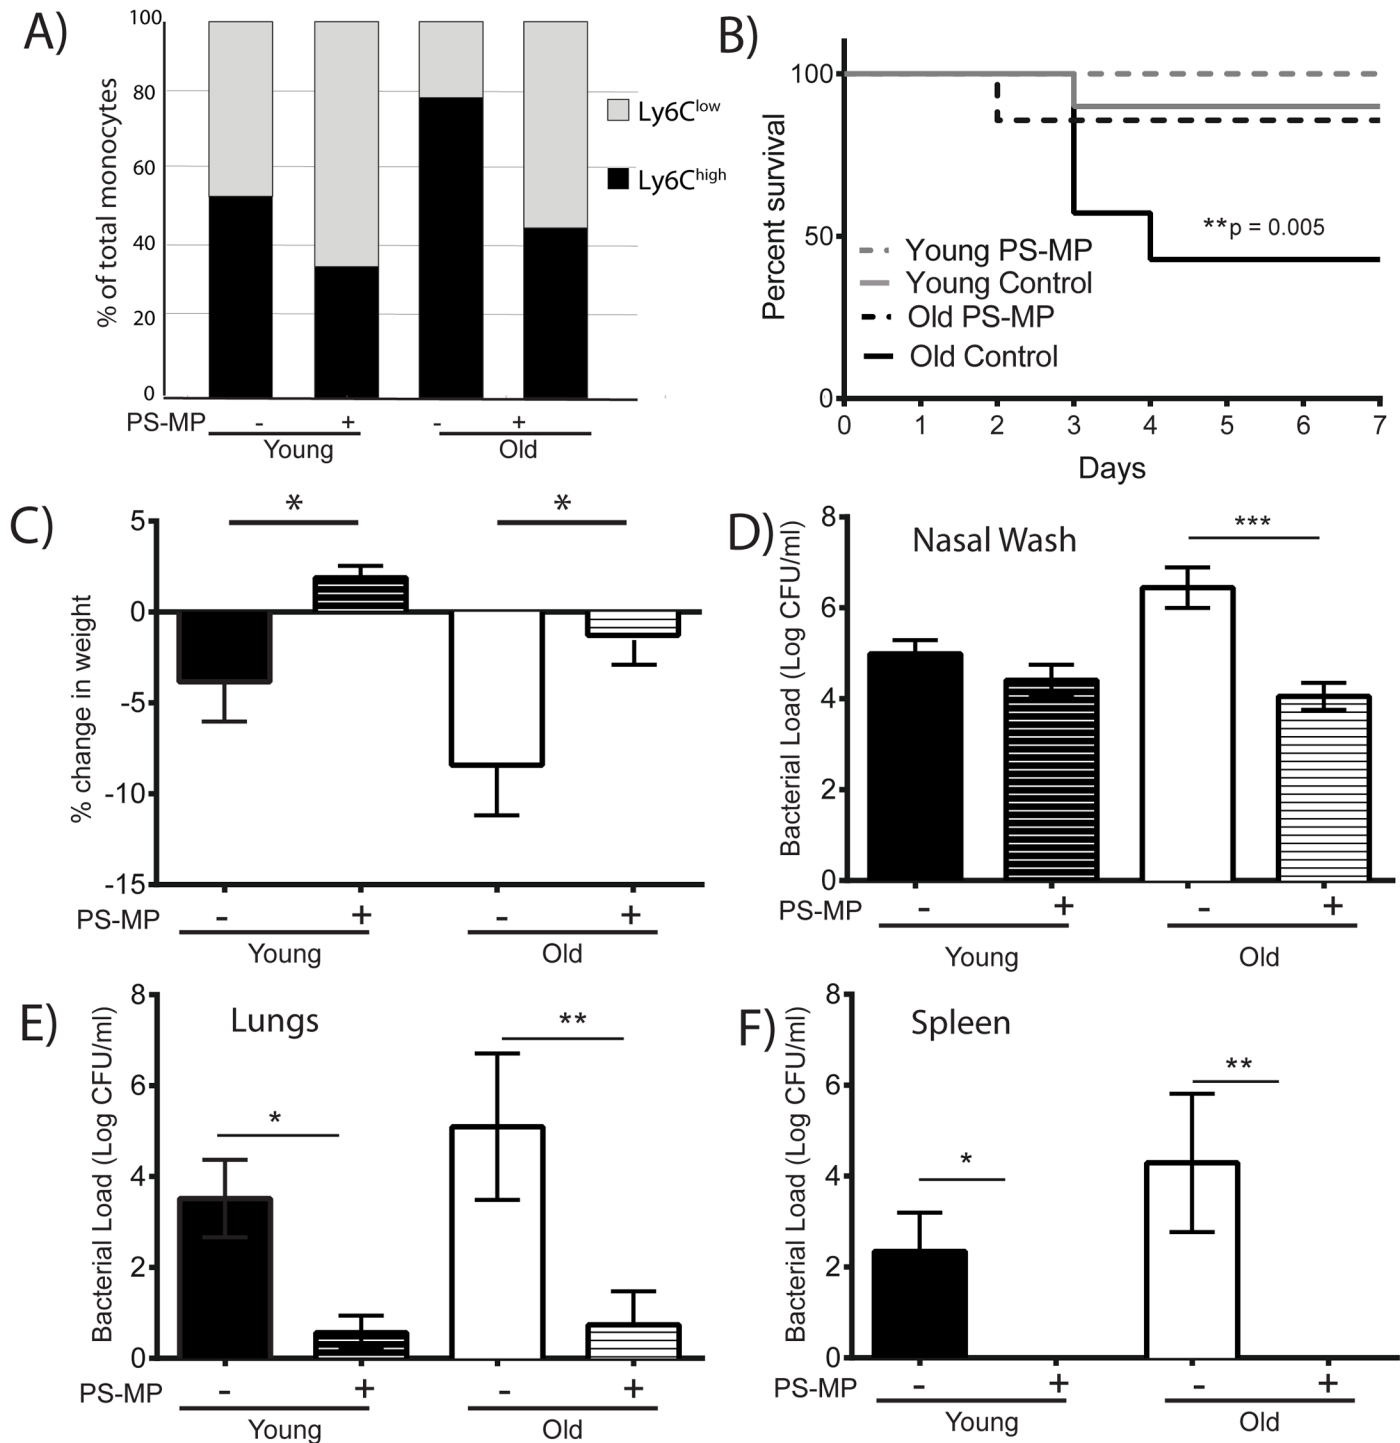 A)
% of total monocytes
100
80
60
40
20
0
Ly6Clow
Ly6Chigh
PS-MP - + - +
Young Old
B)
Percent survival
100
50
0
Young PS-MP
Young Control
Old PS-MP
Old Control
**p = 0.005
0 1 2 3 4 5 6 7
Days
C)
% change in weight
5
0
-5
-10
-15
* *
PS-MP - + - +
Young Old
D)
Nasal Wash
Bacterial Load (Log CFU/ml)
8
6
4
2
0
***
PS-MP - + - +
Young Old
E)
Lungs
Bacterial Load (Log CFU/ml)
8
6
4
2
0
* **
PS-MP - + - +
Young Old
F)
Spleen
Bacterial Load (Log CFU/ml)
8
6
4
2
0
* **
PS-MP - + - +
Young Old